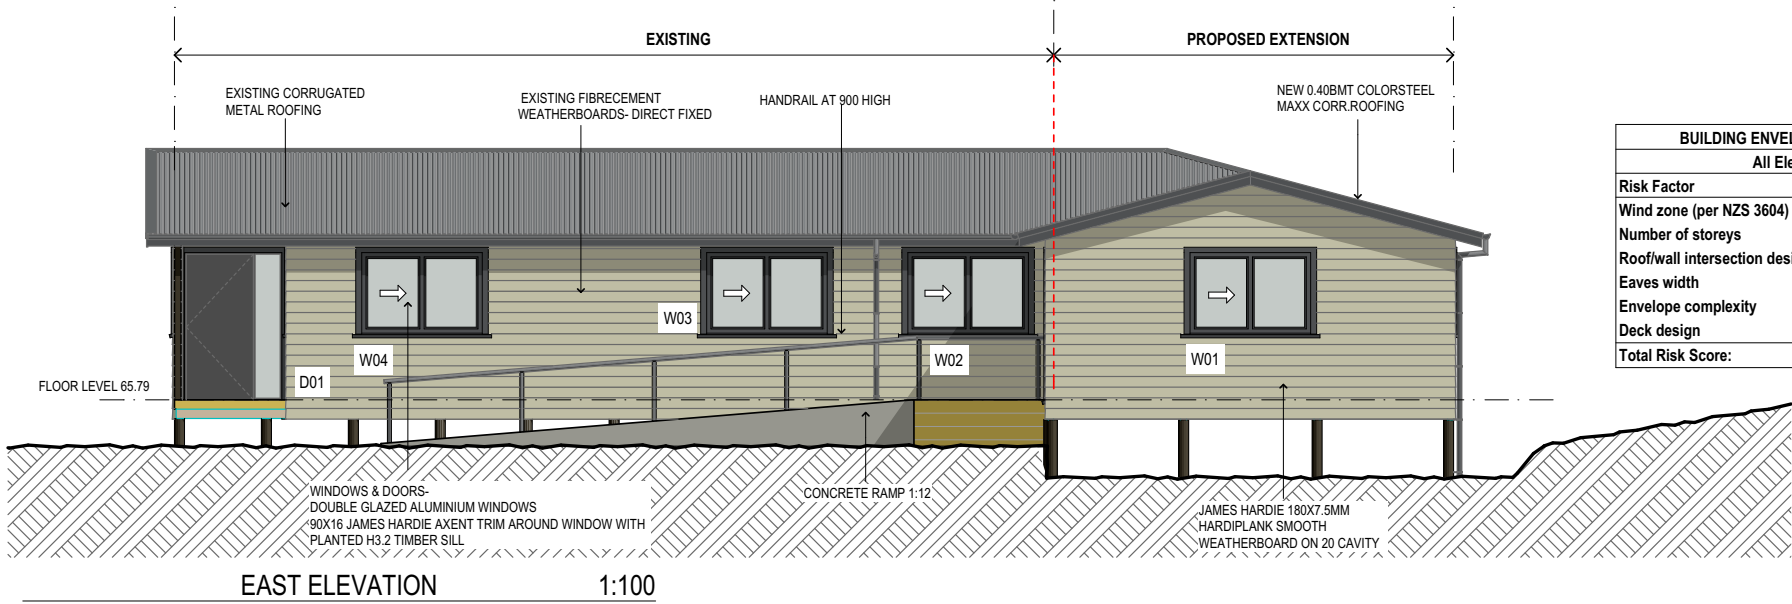 EXISTING
PROPOSED EXTENSION
EXISTING CORRUGATED
METAL ROOFING
EXISTING FIBRECEMENT
WEATHERBOARDS- DIRECT FIXED
HANDRAIL AT 900 HIGH
NEW 0.40BMT COLORSTEEL
MAXX CORR.ROOFING
BUILDING ENVEL
All Ele
Risk Factor
Wind zone (per NZS 3604)
Number of storeys
Roof/wall intersection desi
Eaves width
Envelope complexity
Deck design
Total Risk Score:
W03
W04
W02
W01
D01
FLOOR LEVEL 65.79
WINDOWS & DOORS-
DOUBLE GLAZED ALUMINIUM WINDOWS
90X16 JAMES HARDIE AXENT TRIM AROUND WINDOW WITH
PLANTED H3.2 TIMBER SILL
CONCRETE RAMP 1:12
JAMES HARDIE 180X7.5MM
HARDIPLANK SMOOTH
WEATHERBOARD ON 20 CAVITY
EAST ELEVATION 1:100